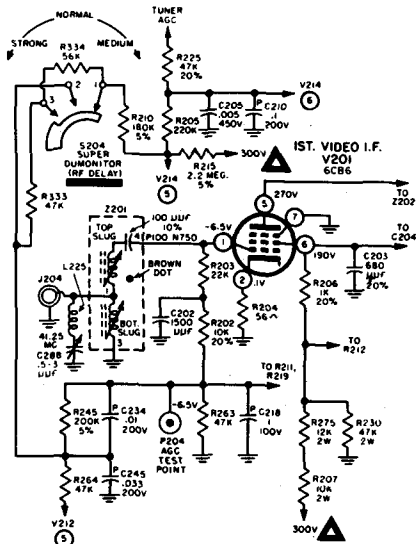 NORMAL
STRONG
MEDIUM
R334
56K
1
2
3
S204
SUPER
DUMONITOR
(RF DELAY)
R333
47K
R210
180K
5%
TUNER
AGC
R225
47K
20%
V214
6
R205
220K
C205
.005
450V
P C210
.1
200V
R215
2.2 MEG.
5%
300V
V214
5
1ST. VIDEO I.F.
V201
6CB6
5
270V
TO
Z202
7
6
190V
TO
C204
-6.5V
1
2
.1V
C203
680
UUF
20%
R206
1K
20%
R204
56
Z201
100 UUF
10%
P100 N750
4
TOP
SLUG
BROWN
DOT
1
BOT.
SLUG
3
J204
L225
41.25
MC
C288
.5-3
UUF
R203
22K
C202
1500
UUF
R202
10K
20%
TO
R212
TO R211,
R219
R245
200K
5%
P C234
.01
200V
-6.5V
P204
AGC
TEST
POINT
R263
47K
P C218
1
100V
R275
12K
2W
R230
47K
2W
R264
47K
P C245
.033
200V
R207
10K
2W
V212
5
300V